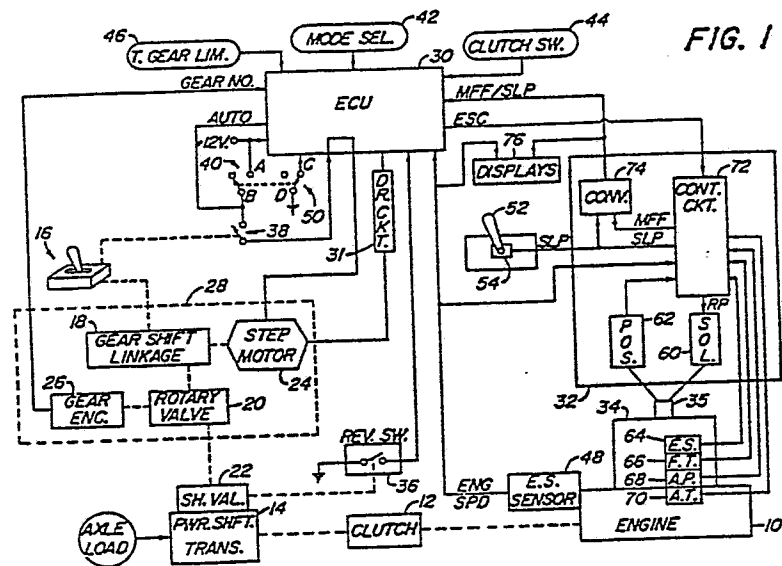 FIG. 1
46
T. GEAR LIM.
MODE SEL.
42
CLUTCH SW.
44
30
ECU
GEAR NO.
AUTO
12V.
40
A
B
C
D
50
38
16
DR. CKT.
31
MFF/SLP
ESC
76
DISPLAYS
74
CONV.
72
CONT. CKT.
MFF
SLP
52
SLP
54
28
18
GEAR SHIFT LINKAGE
STEP MOTOR
24
26
GEAR ENC.
ROTARY VALVE
20
62
POS.
RP
60
SOL.
32
34
35
REV. SW.
36
22
SH. VAL.
14
PWR. SHFT. TRANS.
AXLE LOAD
12
CLUTCH
ENG SPD
48
E.S. SENSOR
64
E.S.
66
F.T.
68
A.P.
70
A.T.
ENGINE
10